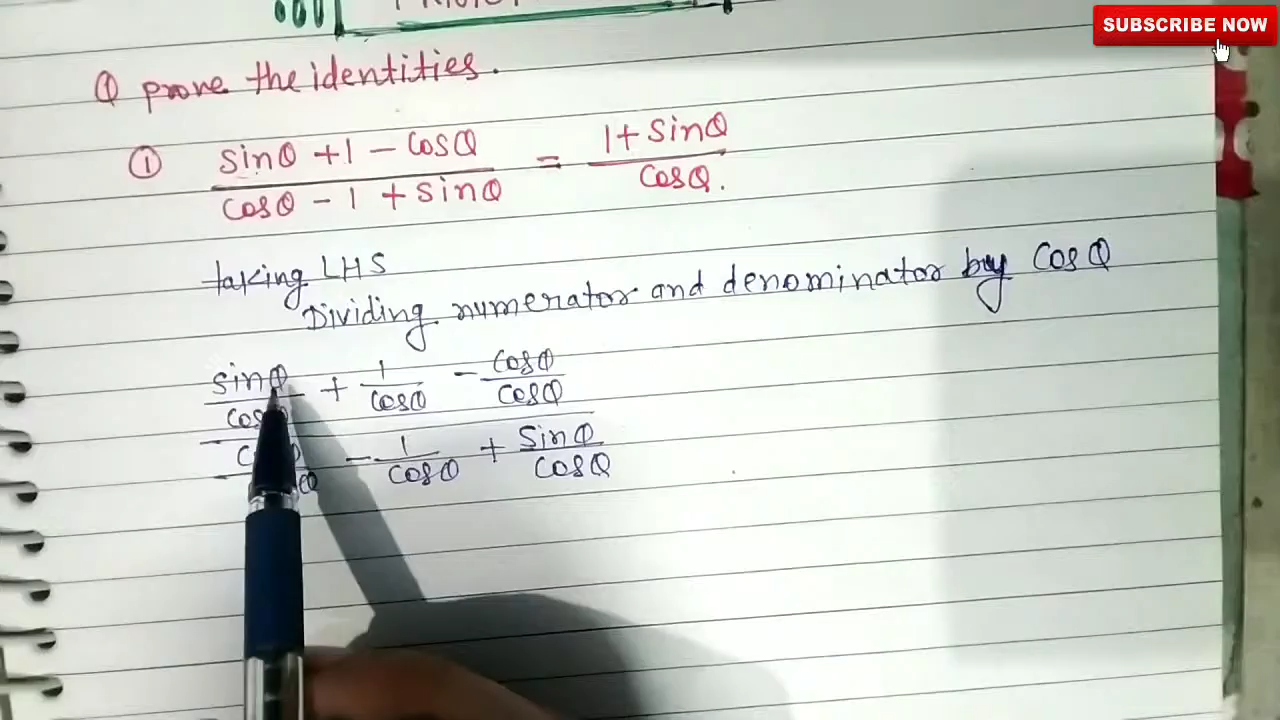 SUBSCRIBE NOW
Q prove the identities.
① sinθ + 1 - cosθ / cosθ - 1 + sinθ = 1 + sinθ / cosθ.
taking LHS
Dividing numerator and denominator by cosθ
sinθ / cosθ + 1 / cosθ - cosθ / cosθ
- 1 / cosθ + sinθ / cosθ